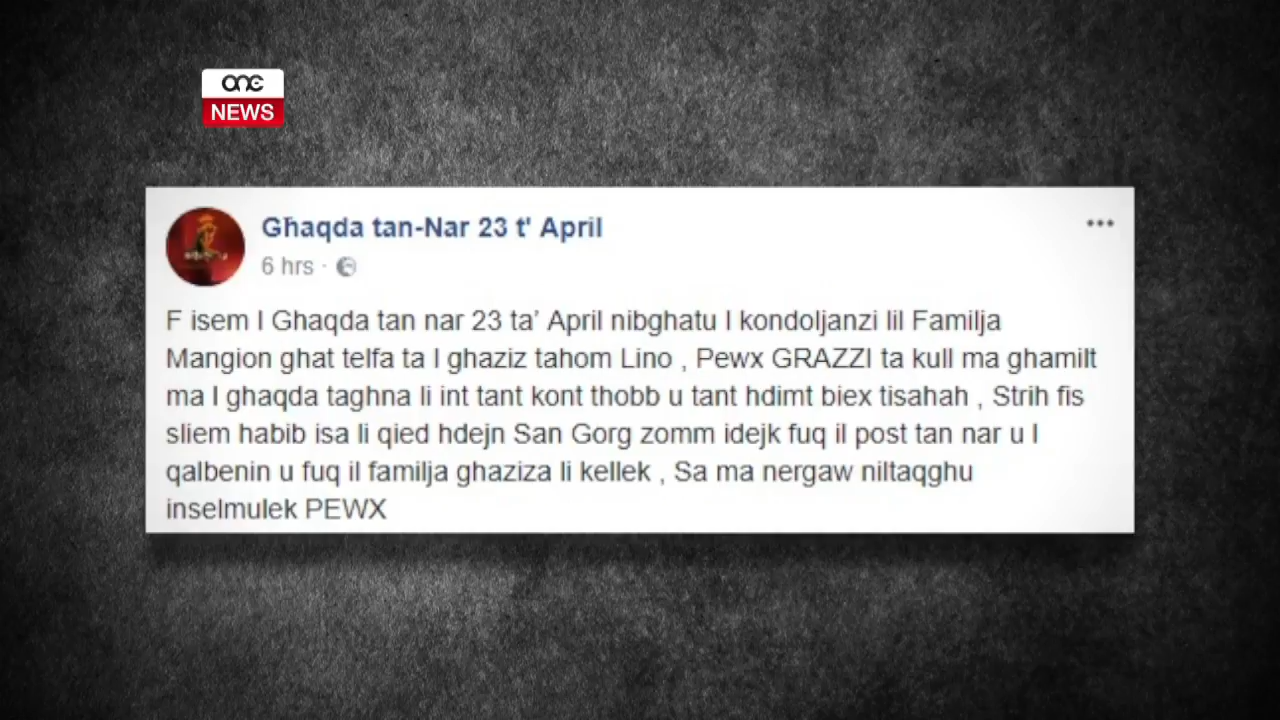 one
NEWS
Għaqda tan-Nar 23 t' April
6 hrs ·
F isem l Ghaqda tan nar 23 ta’ April nibghatu l kondoljanzi lil Familja
Mangion ghat telfa ta l ghaziz tahom Lino , Pewx GRAZZI ta kull ma ghamilt
ma l ghaqda taghna li int tant kont thobb u tant hdimt biex tisahah , Strih fis
sliem habib isa li qied hdejn San Gorg zomm idejk fuq il post tan nar u l
qalbenin u fuq il familja ghaziza li kellek , Sa ma nergaw niltaqghu
inselmulek PEWX